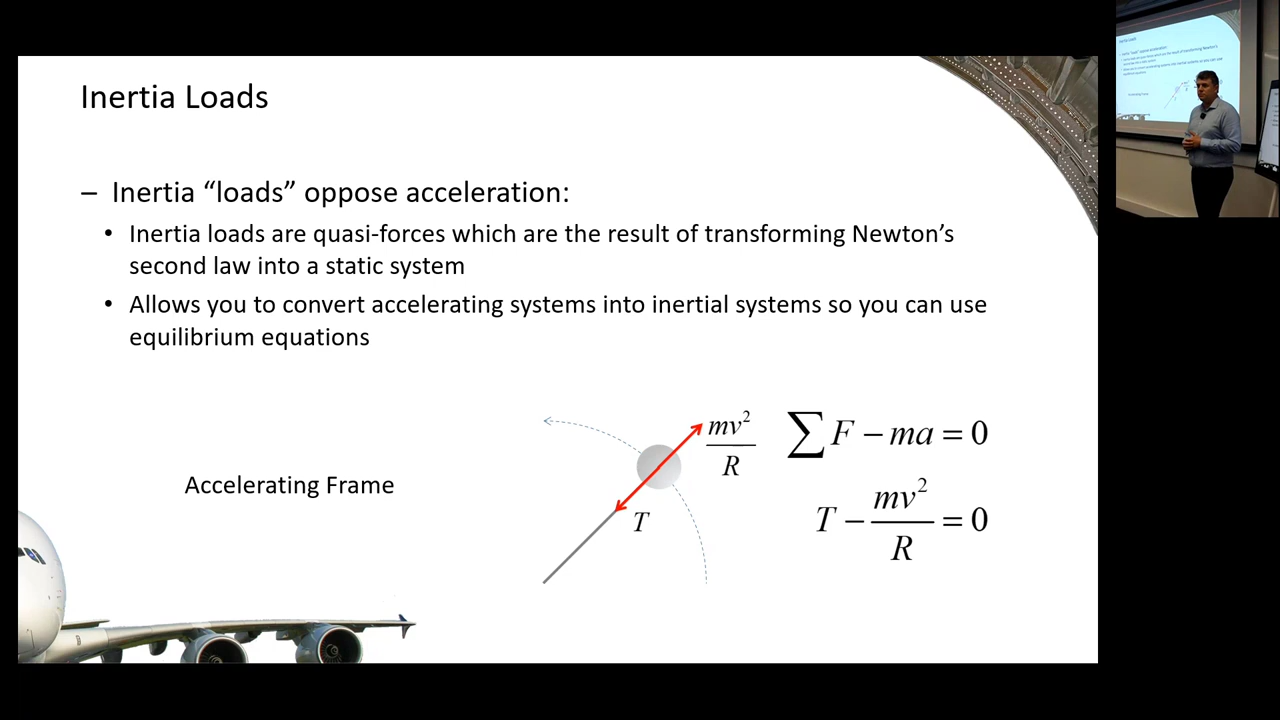 Inertia Loads
– Inertia “loads” oppose acceleration:
• Inertia loads are quasi-forces which are the result of transforming Newton’s
second law into a static system
• Allows you to convert accelerating systems into inertial systems so you can use
equilibrium equations
Accelerating Frame
T
mv²
R
∑ F − ma = 0
T − mv²/R = 0